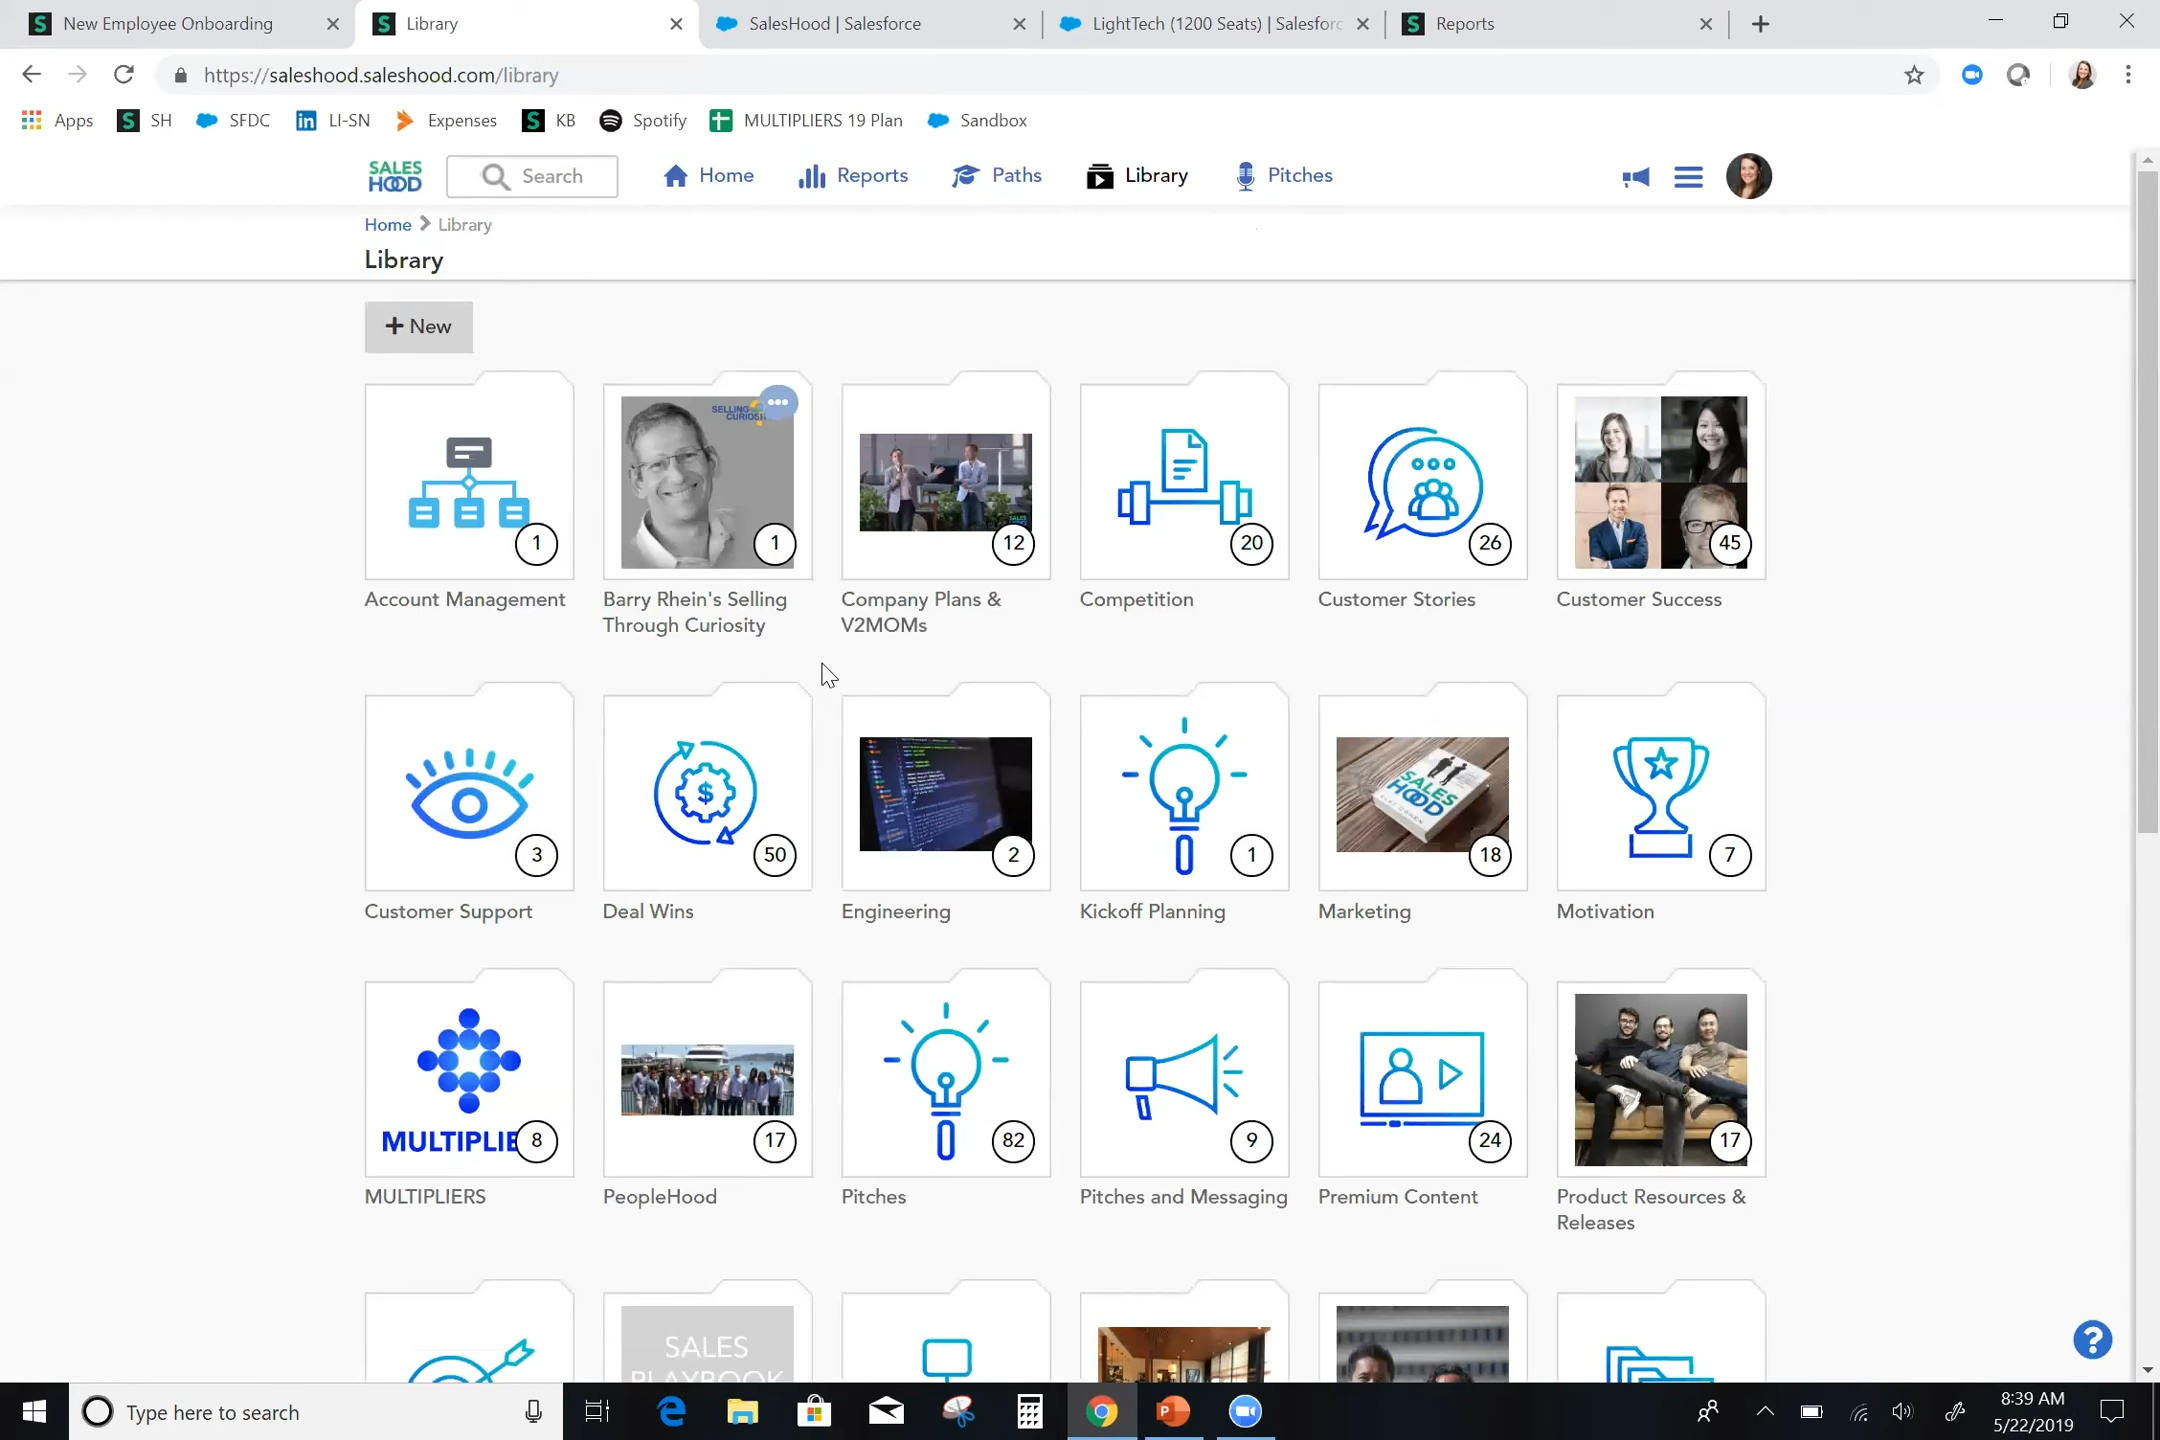 New Employee Onboarding
Library
SalesHood | Salesforce
LightTech (1200 Seats) | Salesforc
Reports
https://saleshood.saleshood.com/library
Apps
SH
SFDC
LI-SN
Expenses
KB
Spotify
MULTIPLIERS 19 Plan
Sandbox
SALES
HOOD
Search
Home
Reports
Paths
Library
Pitches
Home > Library
Library
+ New
SELLING
CURIOSI
1
1
12
20
26
45
Account Management
Barry Rhein's Selling
Through Curiosity
Company Plans &
V2MOMs
Competition
Customer Stories
Customer Success
SALES
HOOD
3
50
2
1
18
7
Customer Support
Deal Wins
Engineering
Kickoff Planning
Marketing
Motivation
MULTIPLIE
8
17
82
9
24
17
MULTIPLIERS
PeopleHood
Pitches
Pitches and Messaging
Premium Content
Product Resources &
Releases
SALES
PLAYBOOK
Type here to search
8:39 AM
5/22/2019